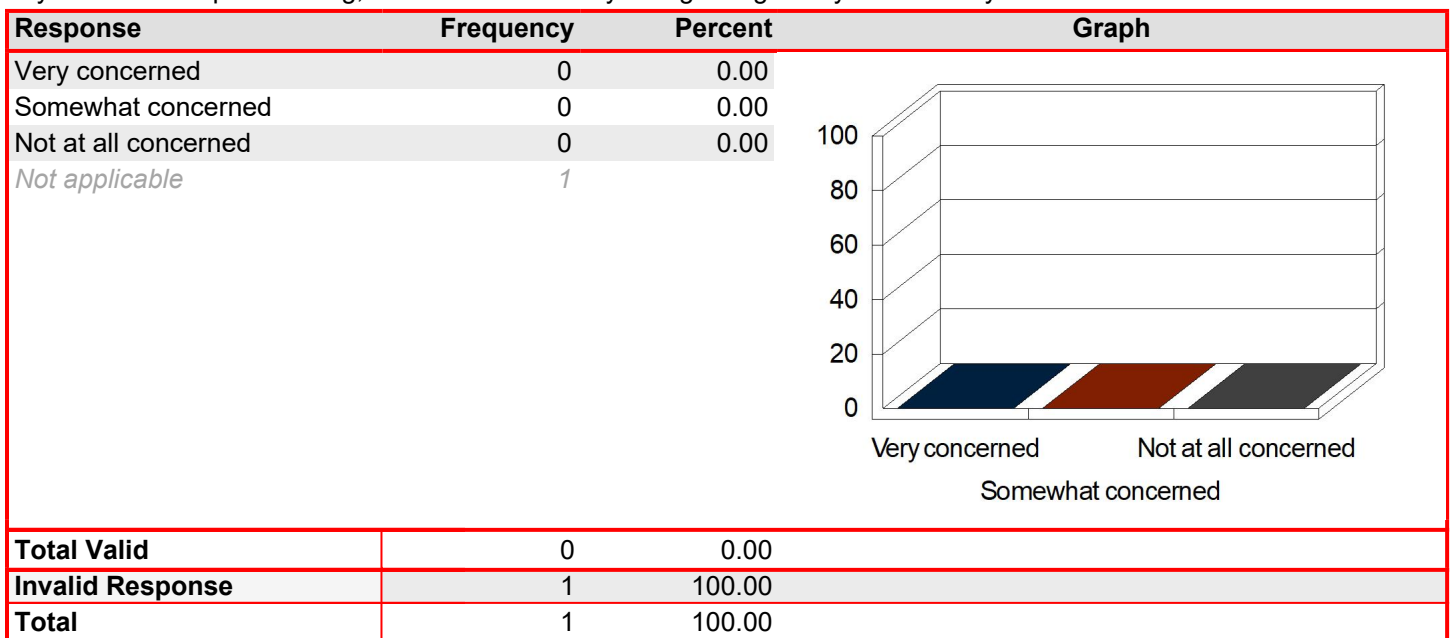 Response Frequency Percent Graph
Very concerned 0 0.00
Somewhat concerned 0 0.00
Not at all concerned 0 0.00
Not applicable 1
100
80
60
40
20
0
Very concerned Not at all concerned
Somewhat concerned
Total Valid 0 0.00
Invalid Response 1 100.00
Total 1 100.00